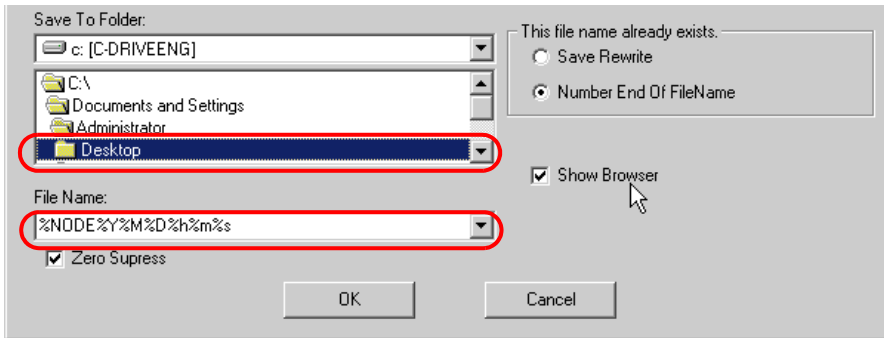 Save To Folder:
c: [C-DRIVEENG]
C:\
Documents and Settings
Administrator
Desktop
File Name:
%NODE%Y%M%D%h%m%s
Zero Supress
This file name already exists.
Save Rewrite
Number End Of FileName
Show Browser
OK
Cancel